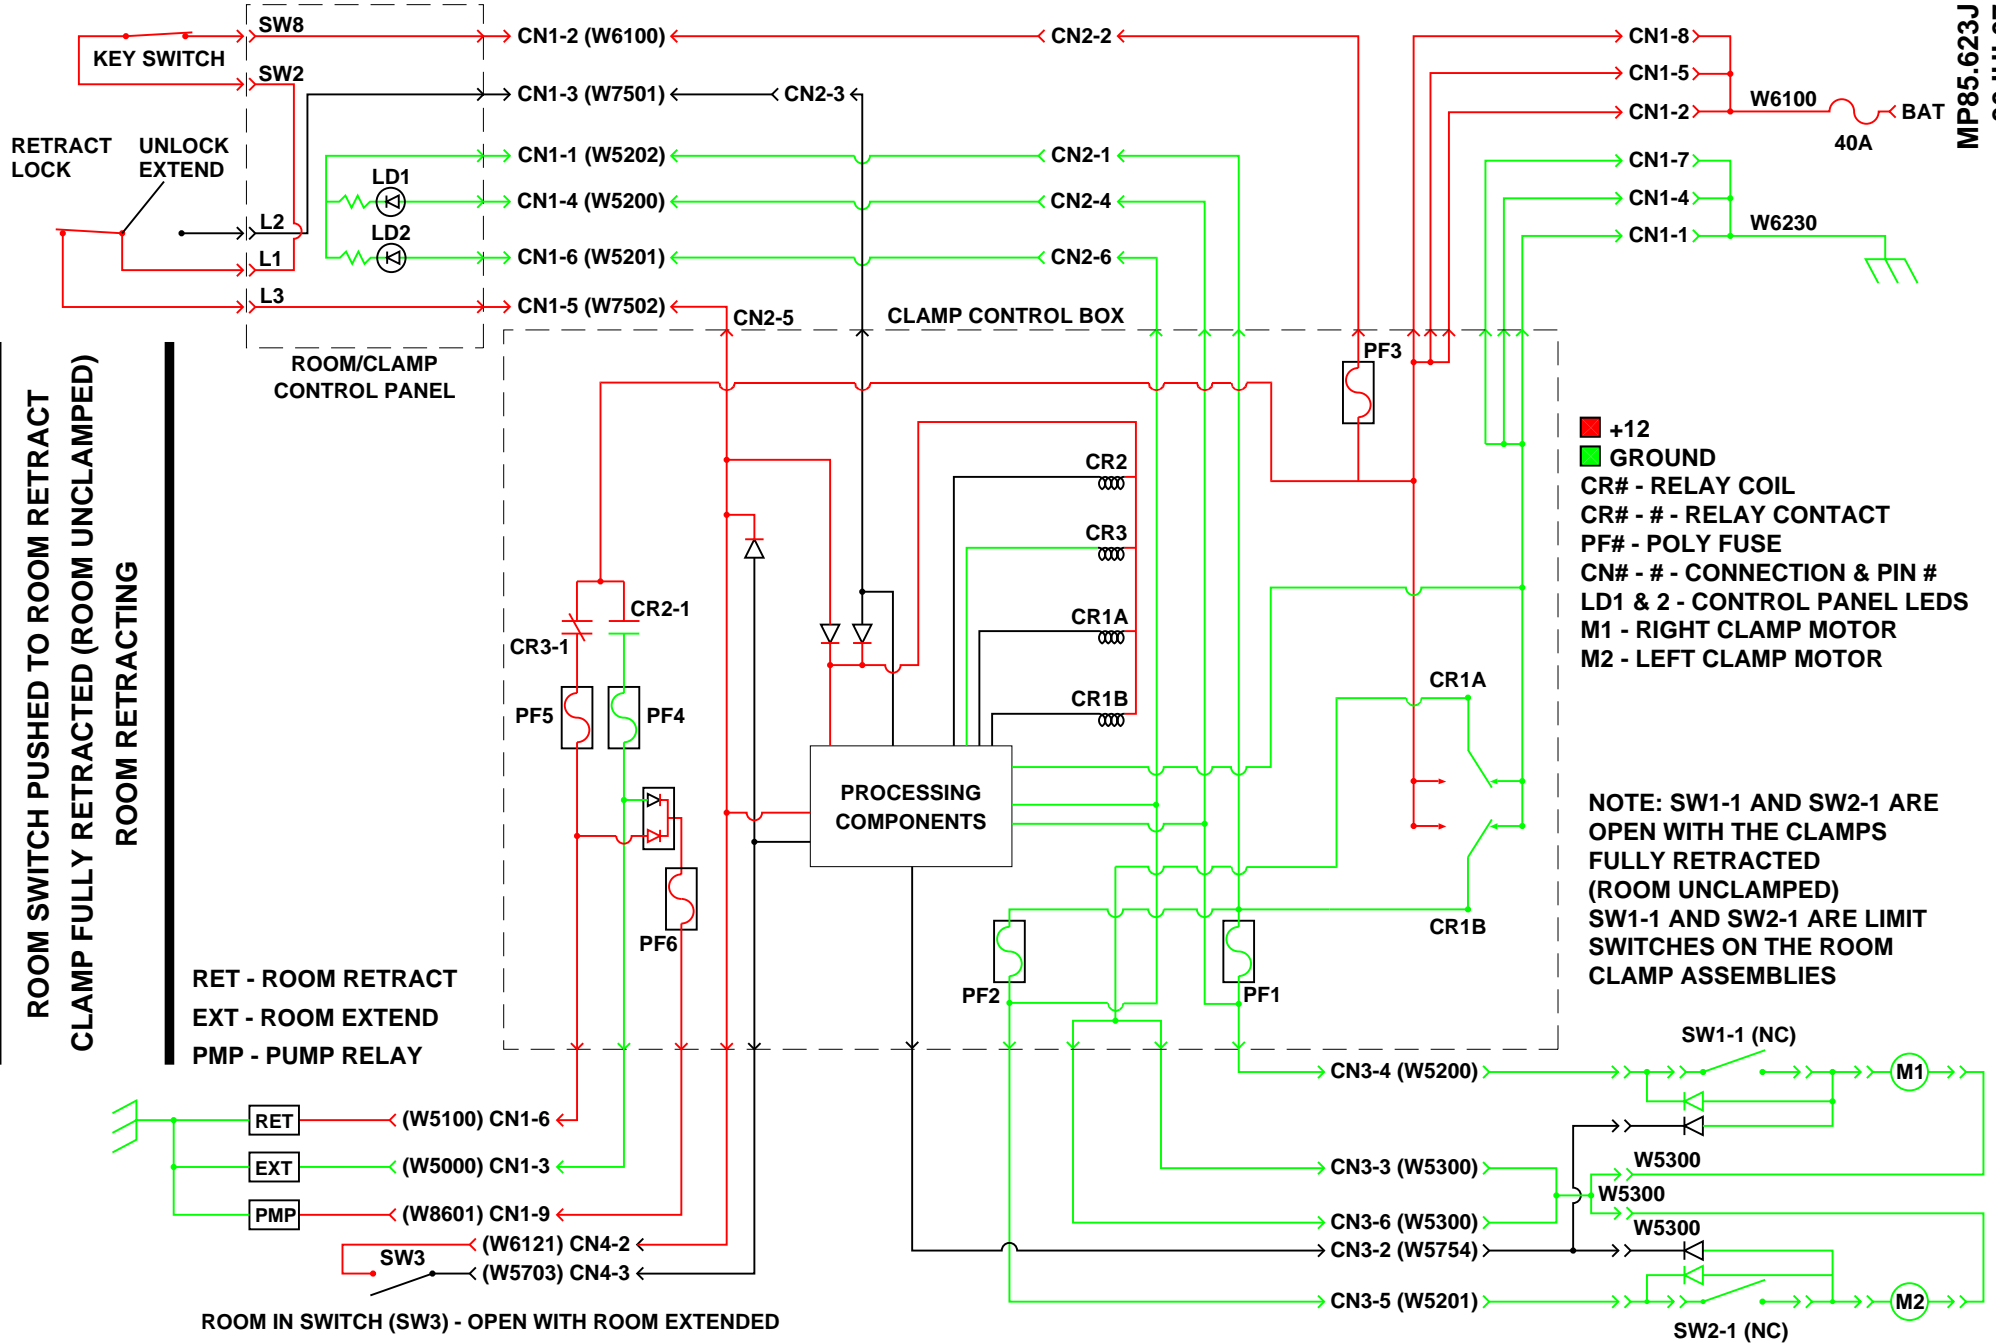 SW8
KEY SWITCH
SW2
CN1-2 (W6100)
CN2-2
CN1-3 (W7501)
CN2-3
RETRACT
LOCK
UNLOCK
EXTEND
CN1-1 (W5202)
CN2-1
LD1
CN1-4 (W5200)
CN2-4
L2
LD2
L1
CN1-6 (W5201)
CN2-6
L3
CN1-5 (W7502)
CN2-5
CLAMP CONTROL BOX
ROOM/CLAMP
CONTROL PANEL
CN1-8
CN1-5
CN1-2
W6100
40A
BAT
CN1-7
CN1-4
CN1-1
W6230
MP85.623J
PF3
ROOM SWITCH PUSHED TO ROOM RETRACT
CLAMP FULLY RETRACTED (ROOM UNCLAMPED)
ROOM RETRACTING
+12
GROUND
CR# - RELAY COIL
CR# - # - RELAY CONTACT
PF# - POLY FUSE
CN# - # - CONNECTION & PIN #
LD1 & 2 - CONTROL PANEL LEDS
M1 - RIGHT CLAMP MOTOR
M2 - LEFT CLAMP MOTOR
CR2
CR3
CR1A
CR1B
CR2-1
CR3-1
PF5
PF4
PF6
PROCESSING
COMPONENTS
CR1A
CR1B
PF2
PF1
NOTE: SW1-1 AND SW2-1 ARE
OPEN WITH THE CLAMPS
FULLY RETRACTED
(ROOM UNCLAMPED)
SW1-1 AND SW2-1 ARE LIMIT
SWITCHES ON THE ROOM
CLAMP ASSEMBLIES
RET - ROOM RETRACT
EXT - ROOM EXTEND
PMP - PUMP RELAY
RET
(W5100) CN1-6
EXT
(W5000) CN1-3
PMP
(W8601) CN1-9
(W6121) CN4-2
SW3
(W5703) CN4-3
ROOM IN SWITCH (SW3) - OPEN WITH ROOM EXTENDED
SW1-1 (NC)
CN3-4 (W5200)
M1
CN3-3 (W5300)
W5300
W5300
CN3-6 (W5300)
W5300
CN3-2 (W5754)
CN3-5 (W5201)
M2
SW2-1 (NC)